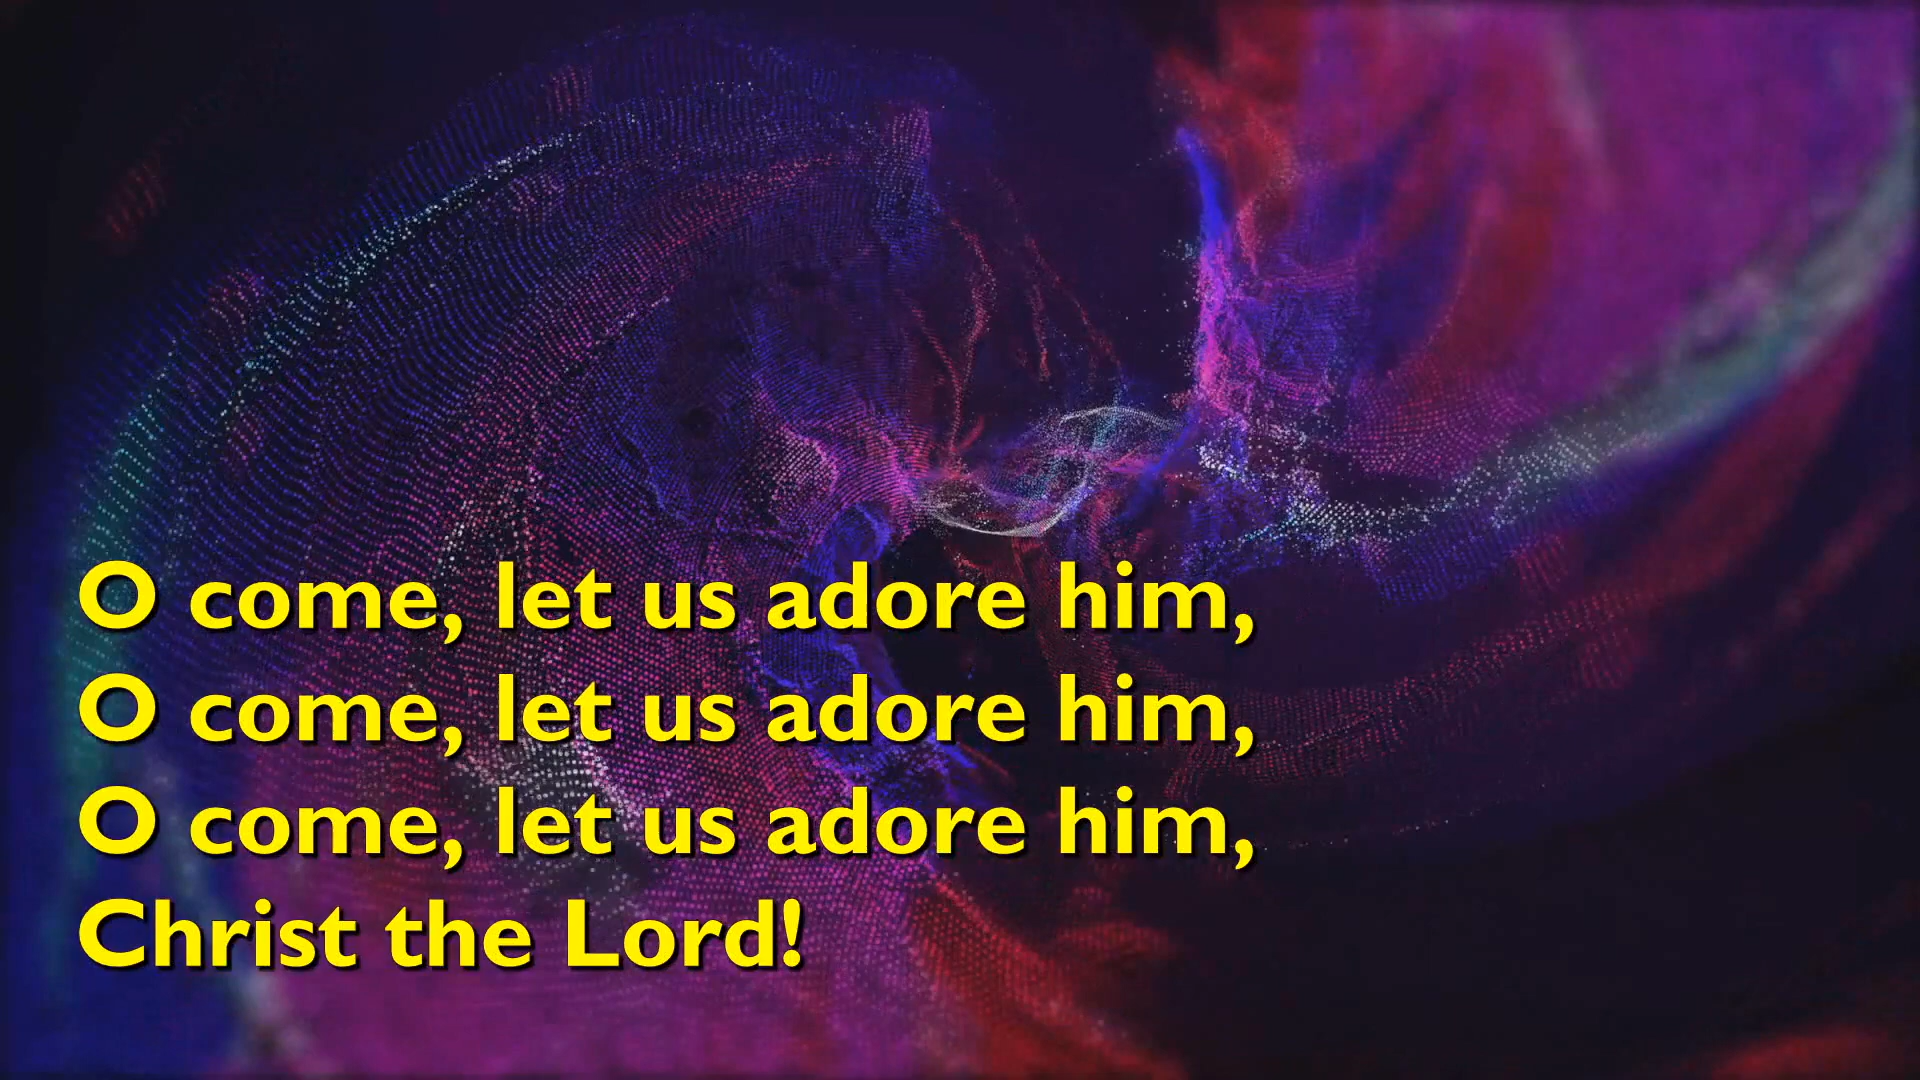 O come, let us adore him,
O come, let us adore him,
O come, let us adore him,
Christ the Lord!